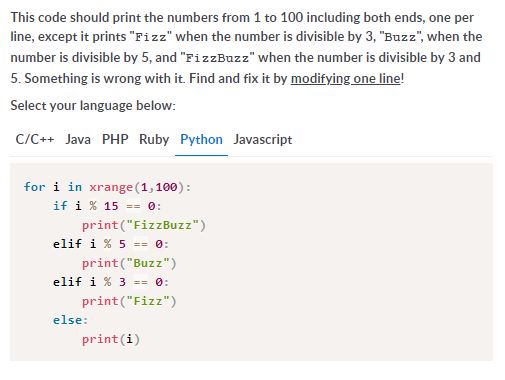 This code should print the numbers from 1 to 100 including both ends, one per
line, except it prints "Fizz" when the number is divisible by 3, "Buzz", when the
number is divisible by 5, and "FizzBuzz" when the number is divisible by 3 and
5. Something is wrong with it. Find and fix it by modifying one line!
Select your language below:
C/C++ Java PHP Ruby Python Javascript
for i in xrange(1,100):
    if i % 15 == 0:
        print("FizzBuzz")
    elif i % 5 == 0:
        print("Buzz")
    elif i % 3 == 0:
        print("Fizz")
    else:
        print(i)